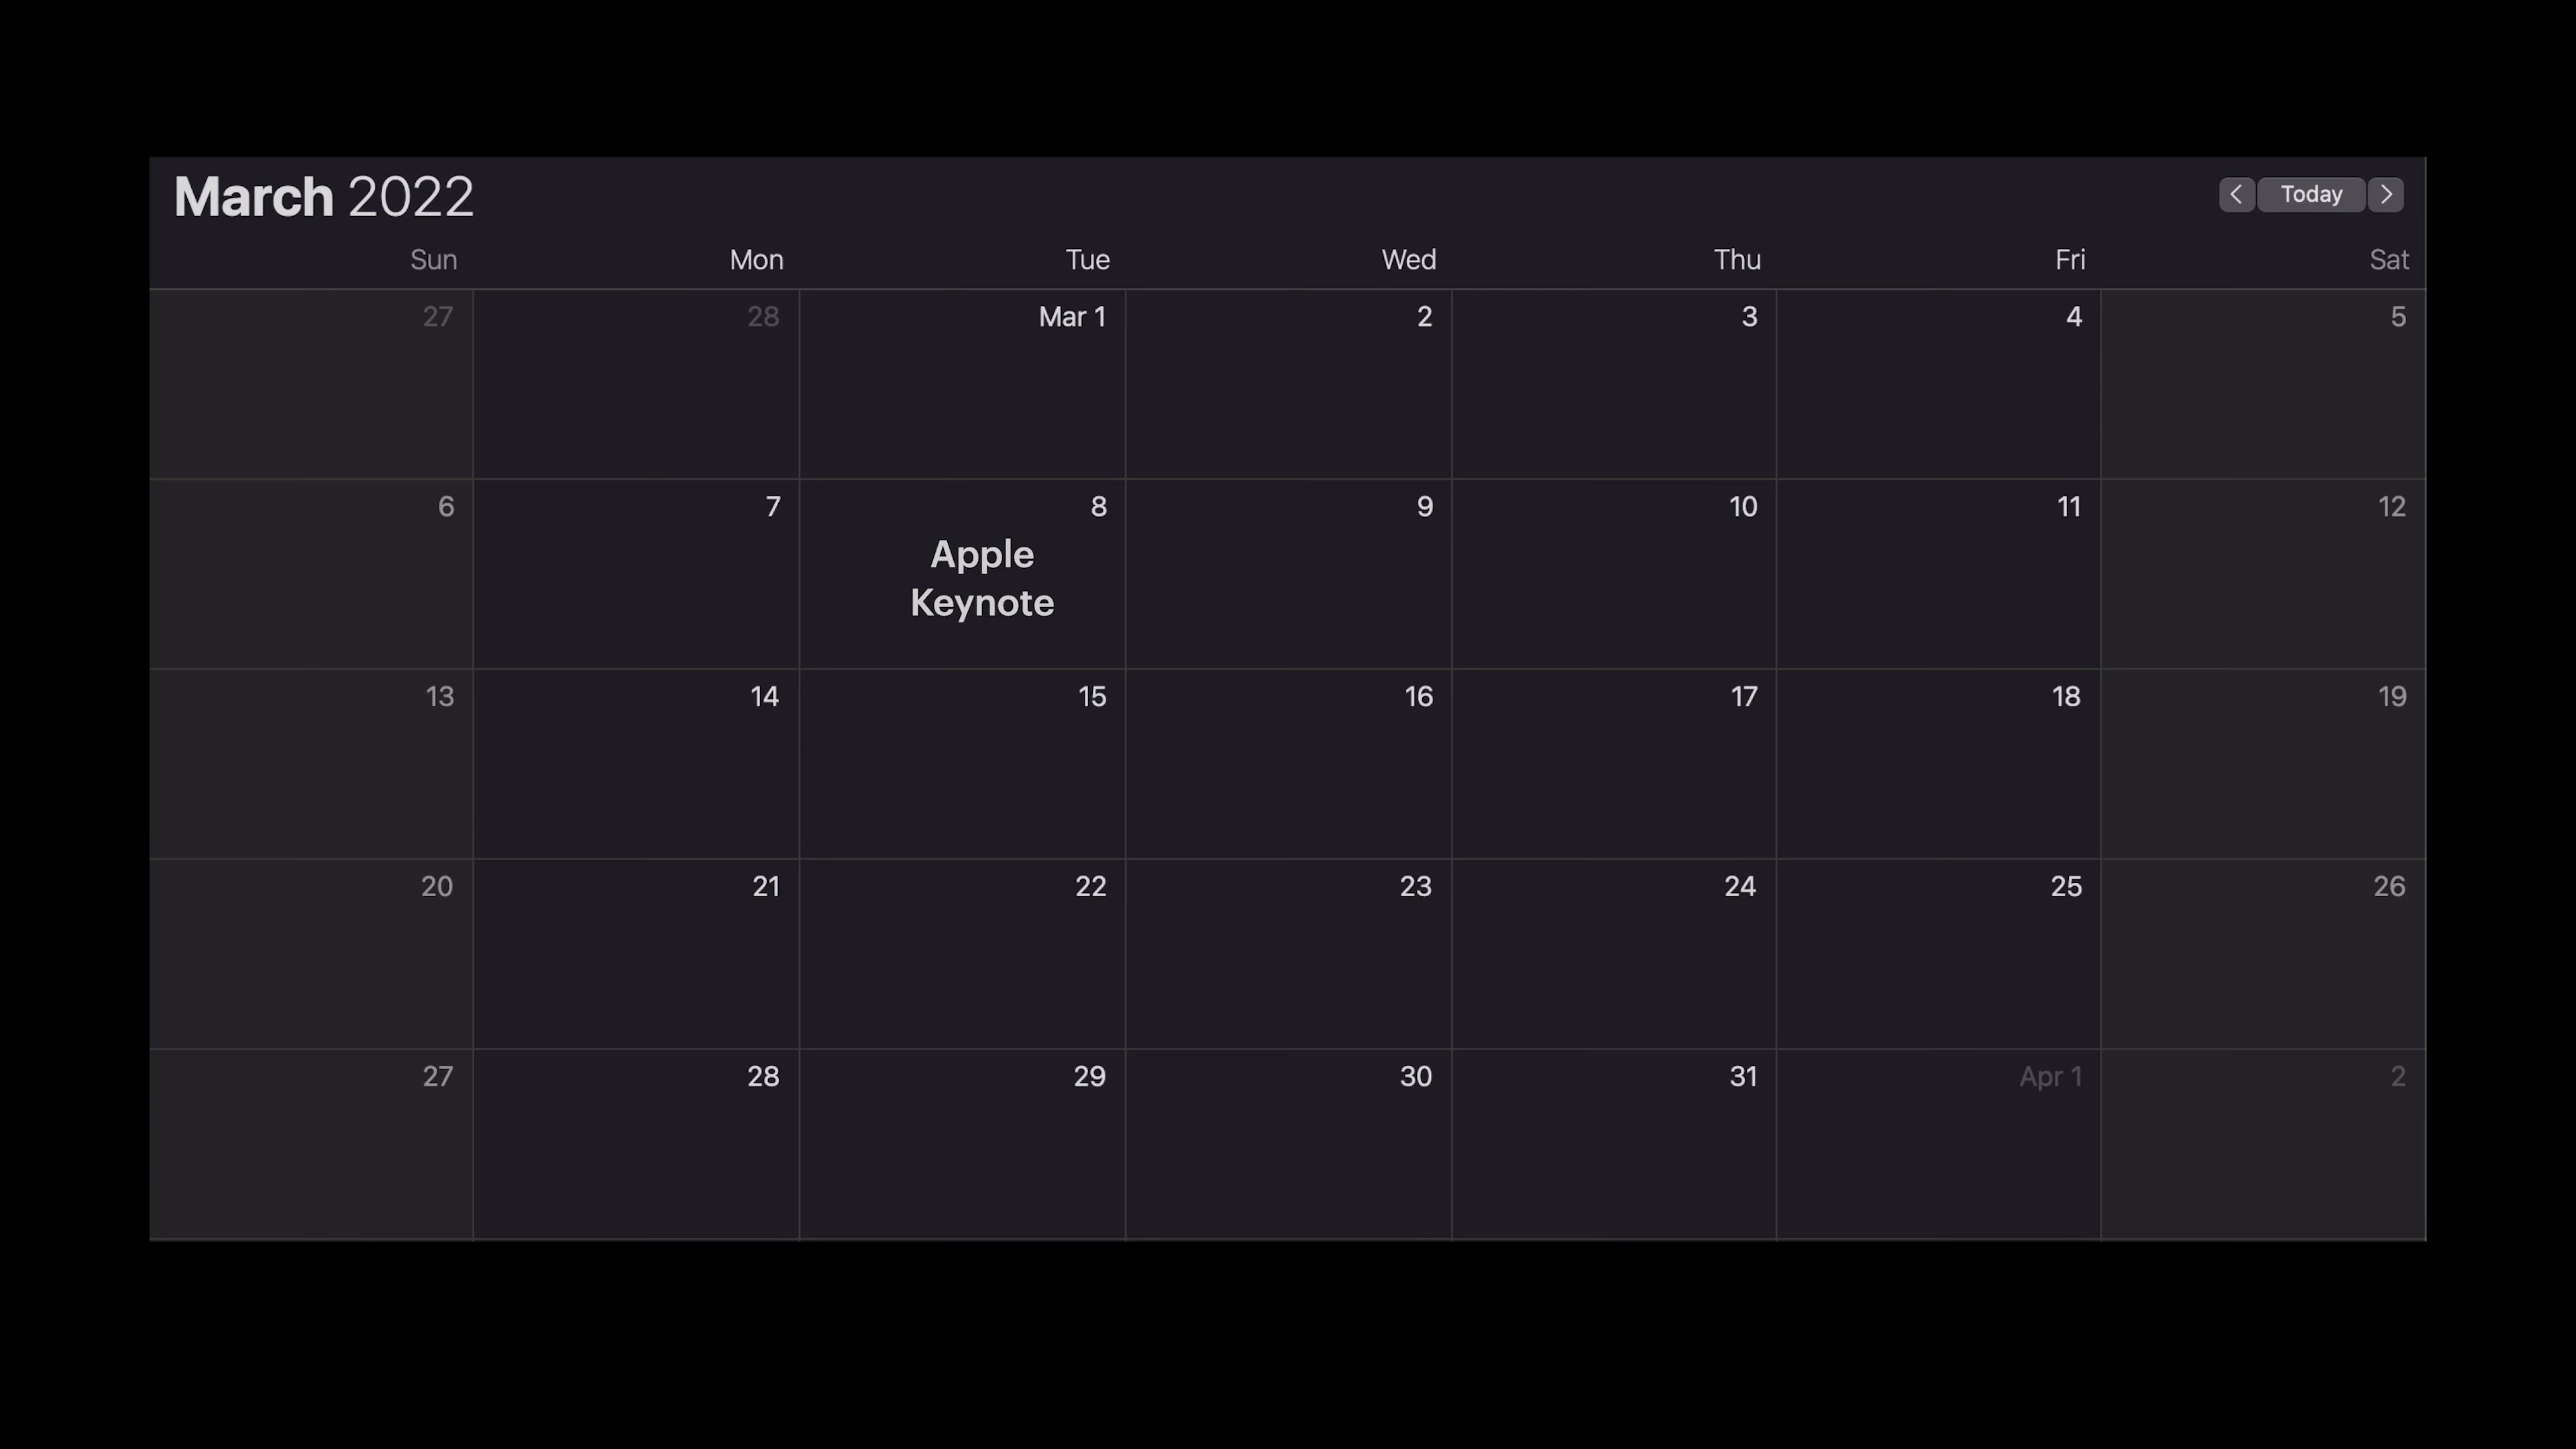 March 2022
Today
Sun Mon Tue Wed Thu Fri Sat
27 28 Mar 1 2 3 4 5
6 7 8 9 10 11 12
Apple
Keynote
13 14 15 16 17 18 19
20 21 22 23 24 25 26
27 28 29 30 31 Apr 1 2